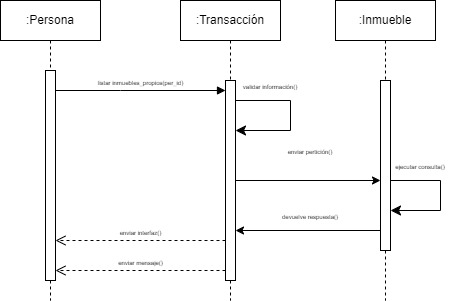 :Persona
:Transacción
:Inmueble
listar inmuebles_propios(per_id)
validar información()
enviar petición()
ejecutar consulta()
devuelve respuesta()
enviar interfaz()
enviar mensaje()